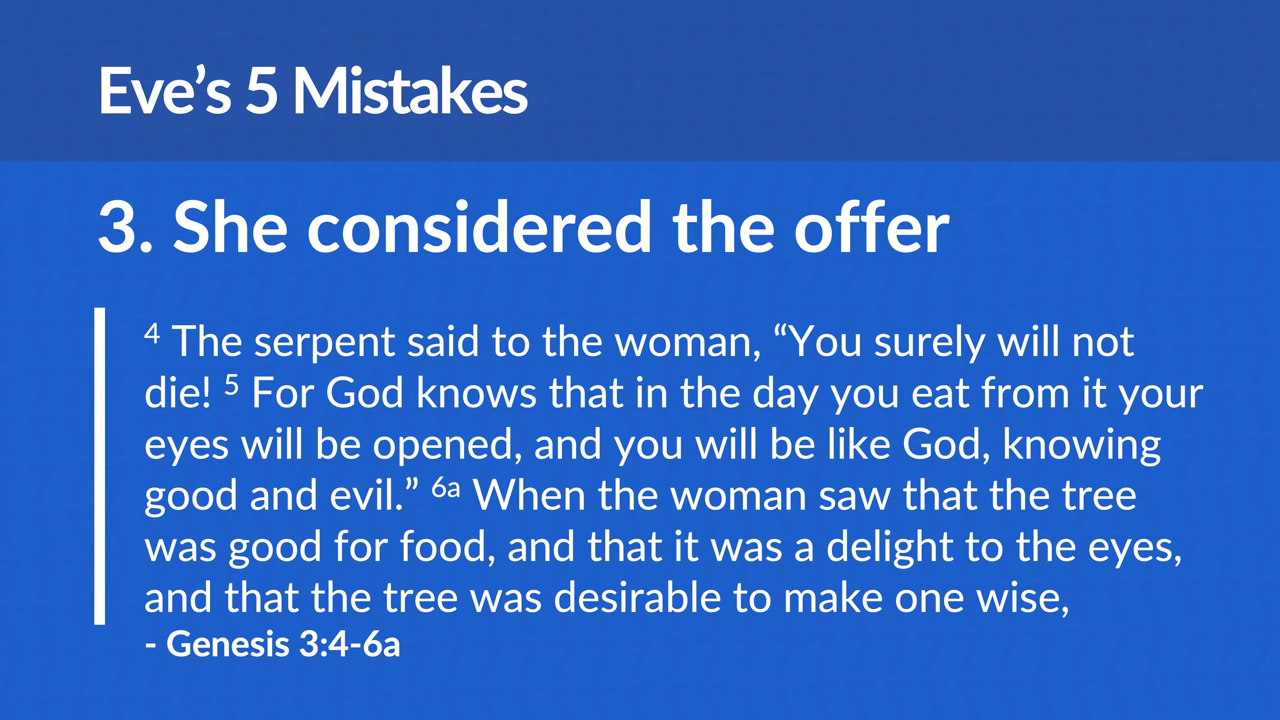 Eve’s 5 Mistakes
3. She considered the offer
4 The serpent said to the woman, “You surely will not
die! 5 For God knows that in the day you eat from it your
eyes will be opened, and you will be like God, knowing
good and evil.” 6a When the woman saw that the tree
was good for food, and that it was a delight to the eyes,
and that the tree was desirable to make one wise,
- Genesis 3:4-6a